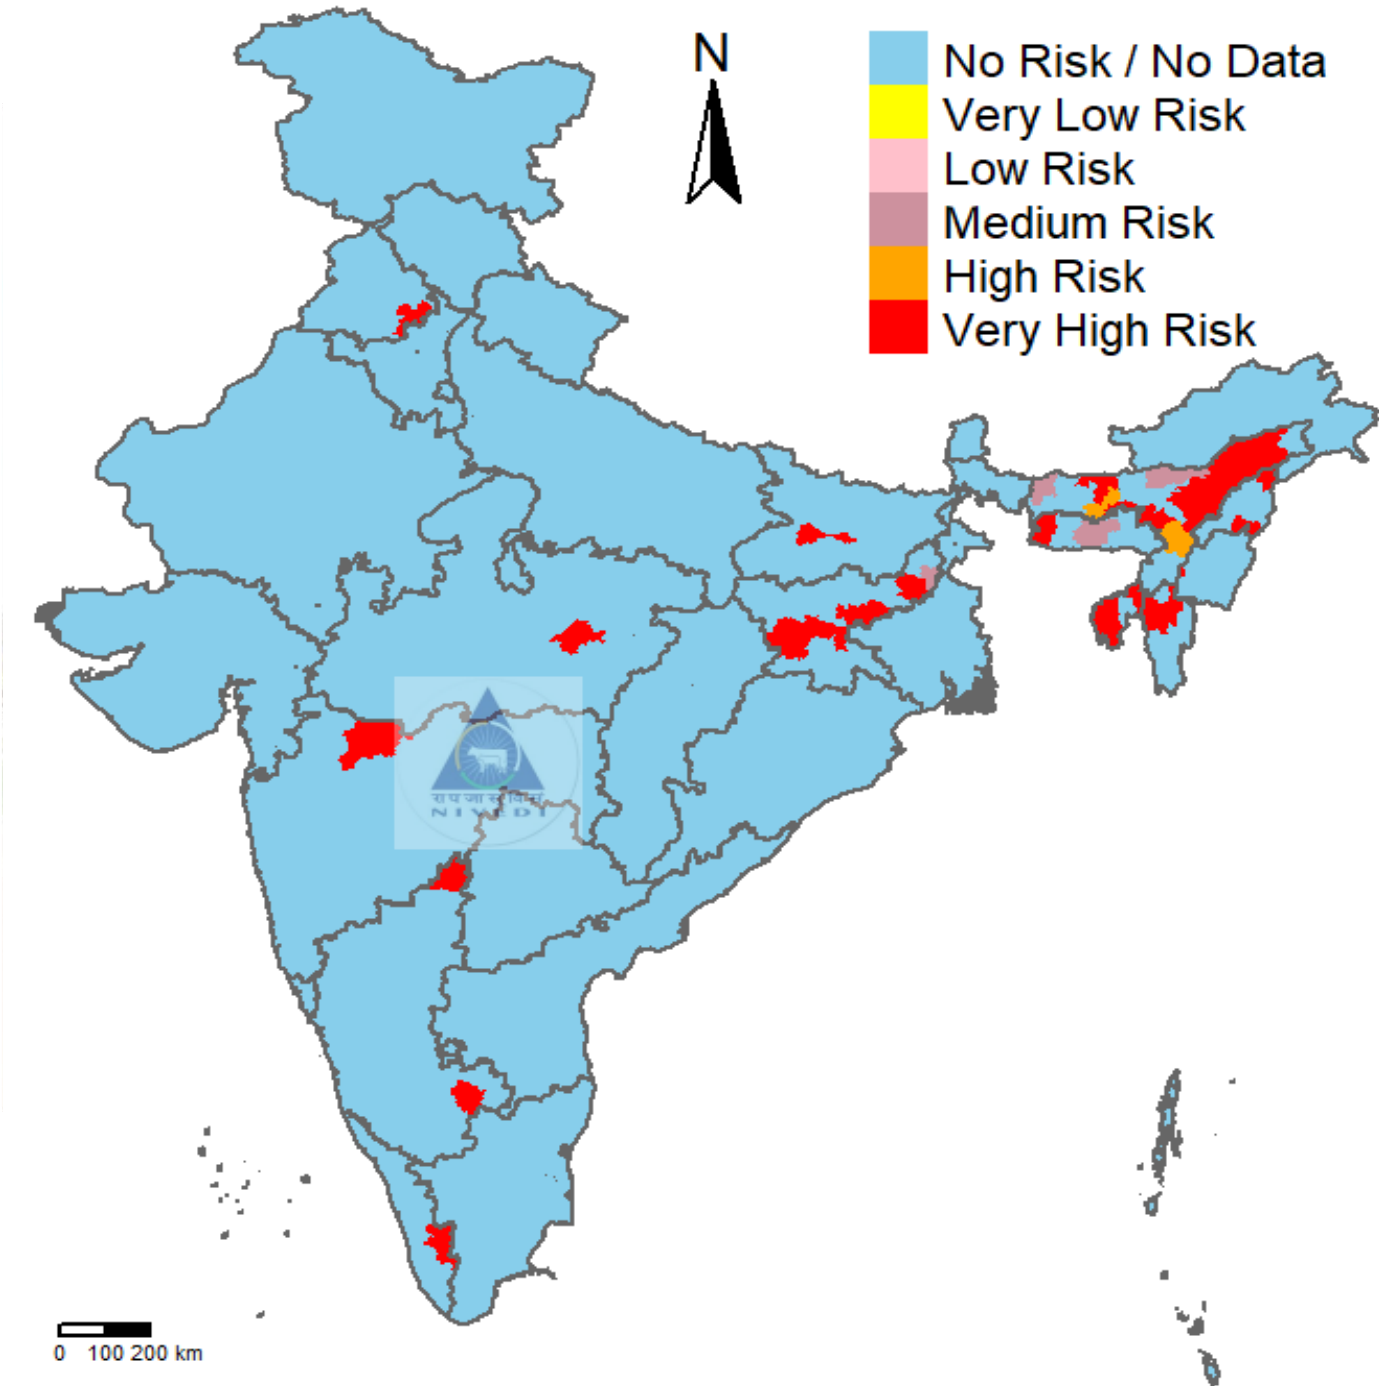 N
No Risk / No Data
Very Low Risk
Low Risk
Medium Risk
High Risk
Very High Risk
NIVEDI
0 100 200 km